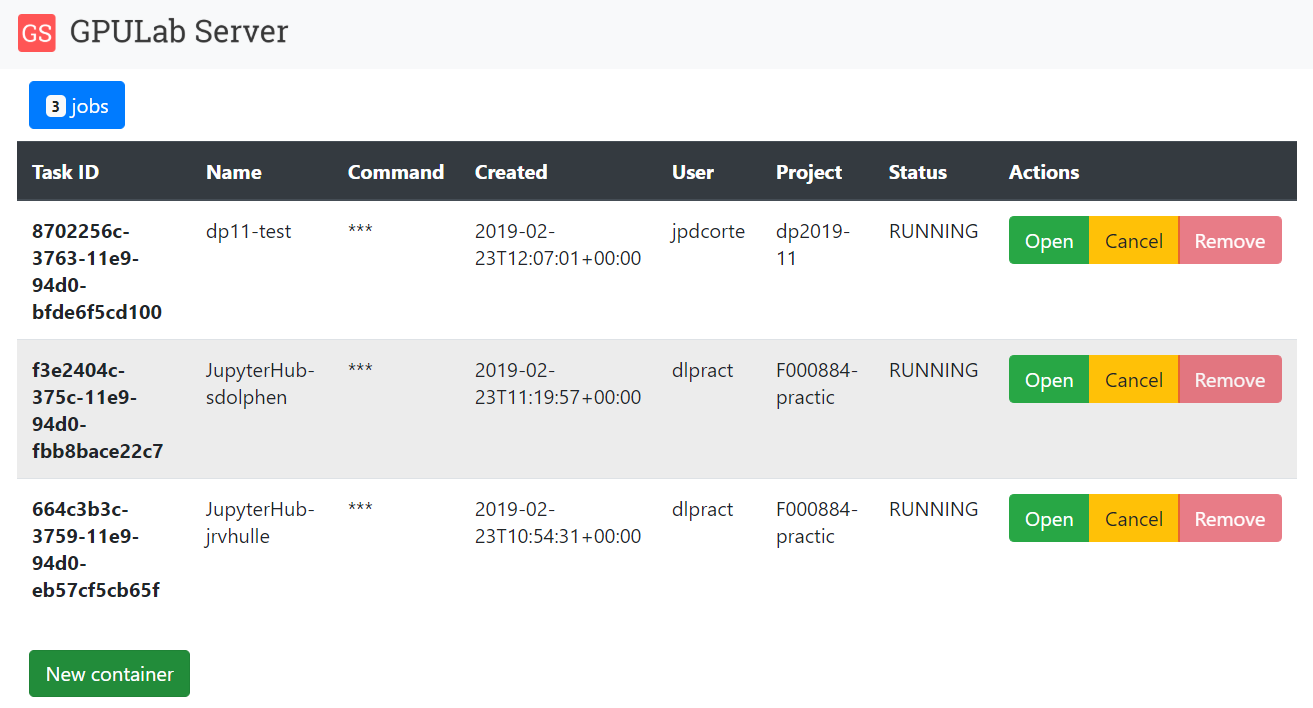 GS GPULab Server
3 jobs
Task ID Name Command Created User Project Status Actions
8702256c- dp11-test *** 2019-02- jpdcorte dp2019- RUNNING Open Cancel Remove
3763-11e9- 23T12:07:01+00:00 11
94d0-
bfde6f5cd100
f3e2404c- JupyterHub- *** 2019-02- dlpract F000884- RUNNING Open Cancel Remove
375c-11e9- sdolphen 23T11:19:57+00:00 practic
94d0-
fbb8bace22c7
664c3b3c- JupyterHub- *** 2019-02- dlpract F000884- RUNNING Open Cancel Remove
3759-11e9- jrvhulle 23T10:54:31+00:00 practic
94d0-
eb57cf5cb65f
New container